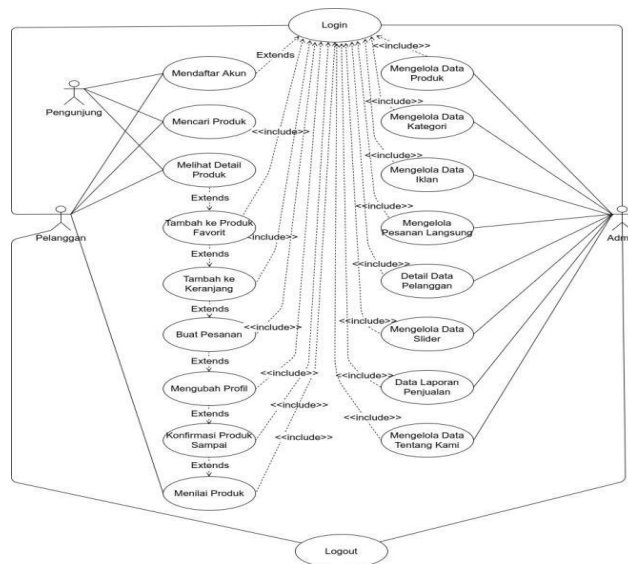 Login
Extends
<<include>>
Mendaftar Akun
Mengelola Data
Produk
Pengunjung
Mencari Produk
<<include>>
<<include>>
Mengelola Data
Kategori
Melihat Detail
Produk
<<include>>
Mengelola Data
Iklan
Extends
<<include>>
Pelanggan
Tambah ke Produk
Favorit
<<include>>
Mengelola
Pesanan Langsung
Adm
Extends
<<include>>
Tambah ke
Keranjang
Detail Data
Pelanggan
Extends
<<include>>
Buat Pesanan
<<include>>
Mengelola Data
Slider
Extends
<<include>>
<<include>>
Mengubah Profil
Data Laporan
Penjualan
Extends
<<include>>
Konfirmasi Produk
Sampai
<<include>>
<<include>>
Mengelola Data
Tentang Kami
Extends
Menilai Produk
Logout